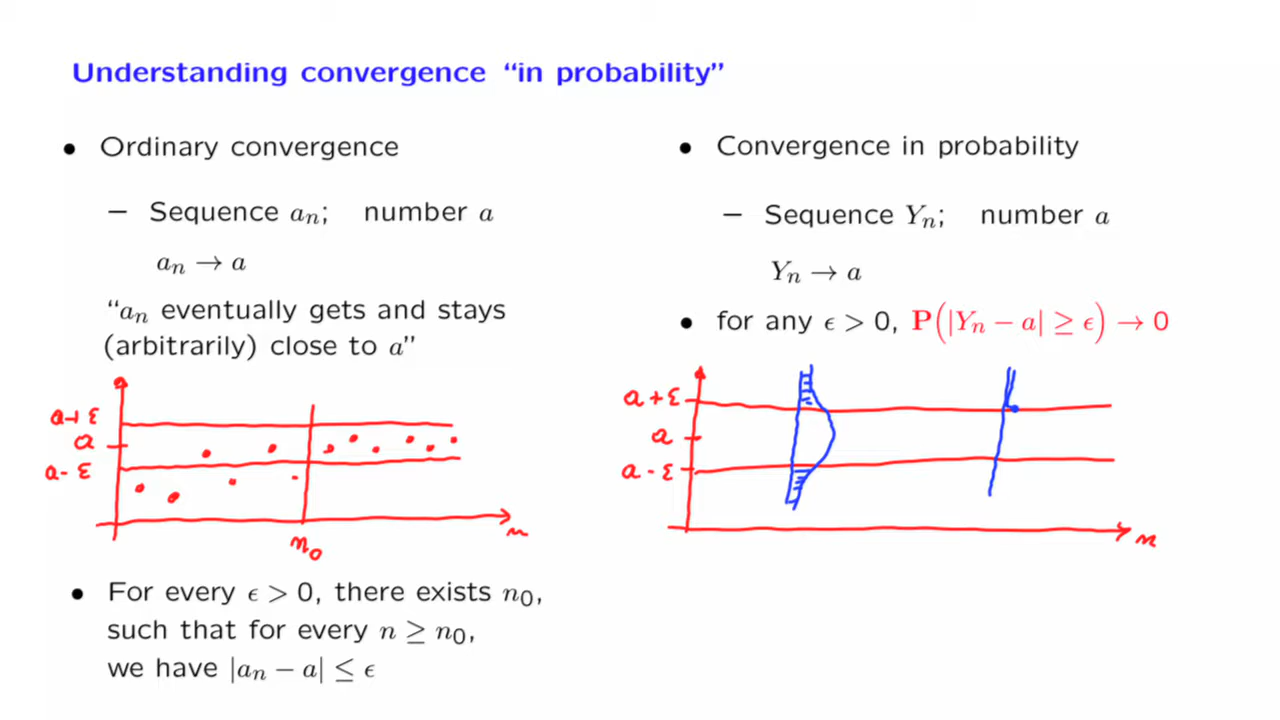 Understanding convergence “in probability”
• Ordinary convergence
– Sequence aₙ; number a
aₙ → a
“aₙ eventually gets and stays
(arbitrarily) close to a”
a+ε
a
a-ε
n₀
n
• For every ϵ > 0, there exists n₀,
such that for every n ≥ n₀,
we have |aₙ − a| ≤ ϵ
• Convergence in probability
– Sequence Yₙ; number a
Yₙ → a
• for any ϵ > 0, P(|Yₙ − a| ≥ ϵ) → 0
a+ε
a
a-ε
n